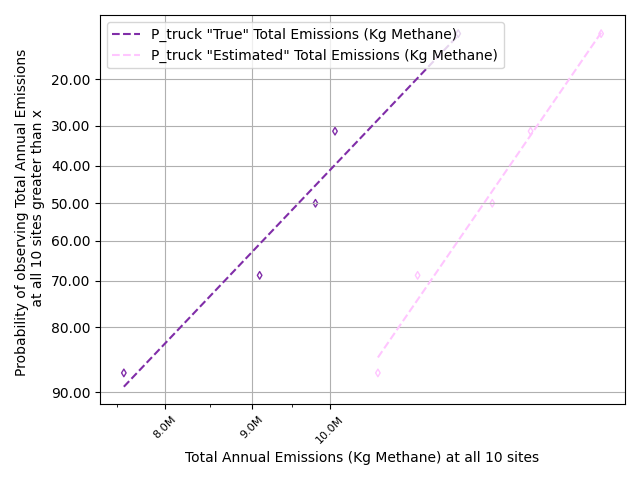 P_truck "True" Total Emissions (Kg Methane)
P_truck "Estimated" Total Emissions (Kg Methane)
Probability of observing Total Annual Emissions
at all 10 sites greater than x
20.00
30.00
40.00
50.00
60.00
70.00
80.00
90.00
8.0M
9.0M
10.0M
Total Annual Emissions (Kg Methane) at all 10 sites